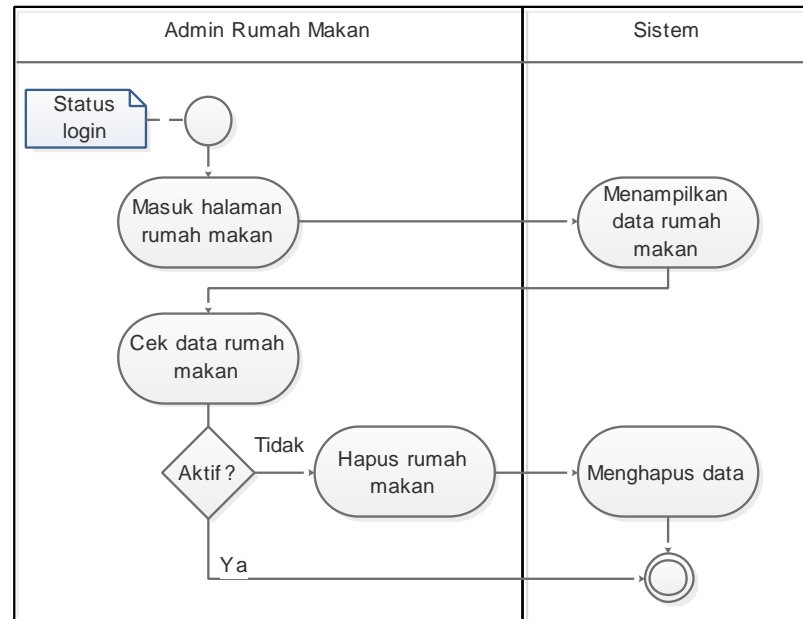 Admin Rumah Makan
Sistem
Status
login
Masuk halaman
rumah makan
Menampilkan
data rumah
makan
Cek data rumah
makan
Aktif?
Tidak
Hapus rumah
makan
Menghapus data
Ya